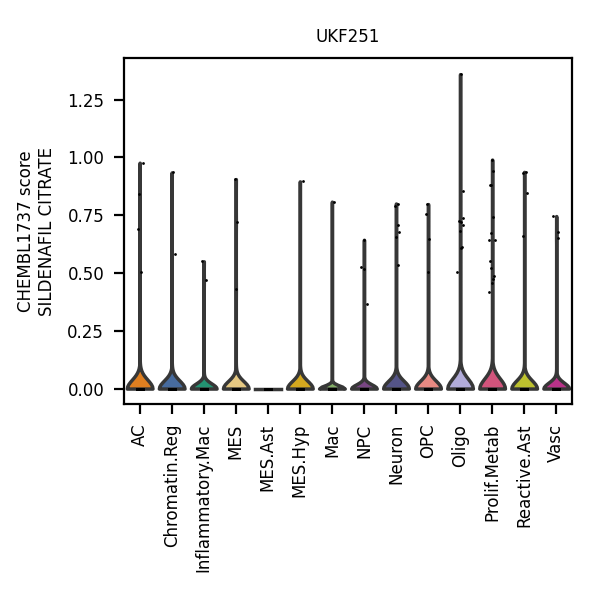 UKF251
CHEMBL1737 score
SILDENAFIL CITRATE
1.25
1.00
0.75
0.50
0.25
0.00
AC
Chromatin.Reg
Inflammatory.Mac
MES
MES.Ast
MES.Hyp
Mac
NPC
Neuron
OPC
Oligo
Prolif.Metab
Reactive.Ast
Vasc